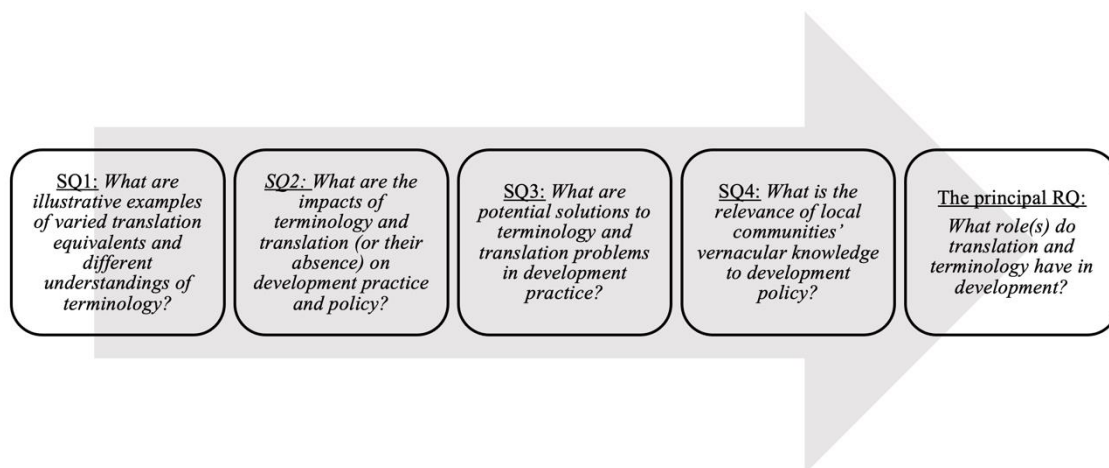 SQ1: What are
illustrative examples
of varied translation
equivalents and
different
understandings of
terminology?
SQ2: What are the
impacts of
terminology and
translation (or their
absence) on
development practice
and policy?
SQ3: What are
potential solutions to
terminology and
translation problems
in development
practice?
SQ4: What is the
relevance of local
communities’
vernacular knowledge
to development
policy?
The principal RQ:
What role(s) do
translation and
terminology have in
development?